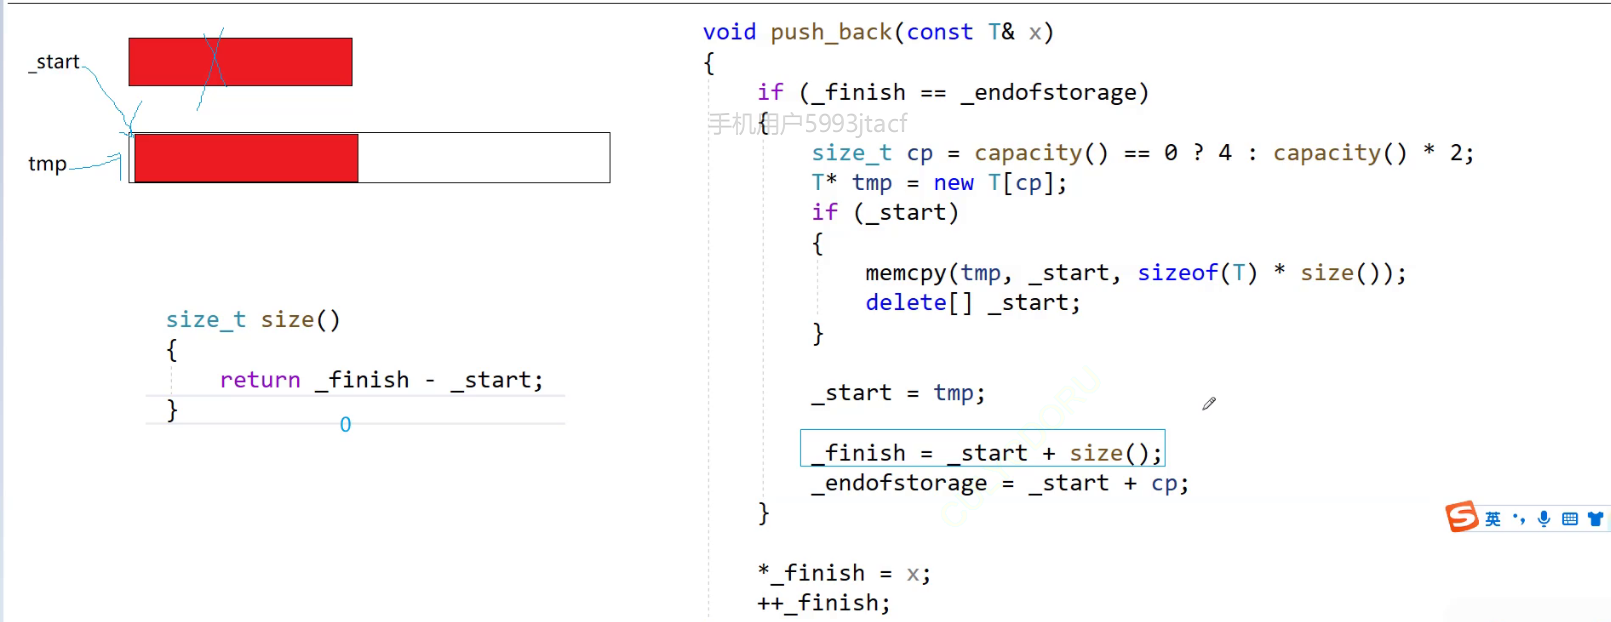 _start
tmp
size_t size()
{
return _finish - _start;
}
0
void push_back(const T& x)
{
if (_finish == _endofstorage)
{
手机用户5993jtacf
size_t cp = capacity() == 0 ? 4 : capacity() * 2;
T* tmp = new T[cp];
if (_start)
{
memcpy(tmp, _start, sizeof(T) * size());
delete[] _start;
}
_start = tmp;
_finish = _start + size();
_endofstorage = _start + cp;
}
*_finish = x;
++_finish;
S 英